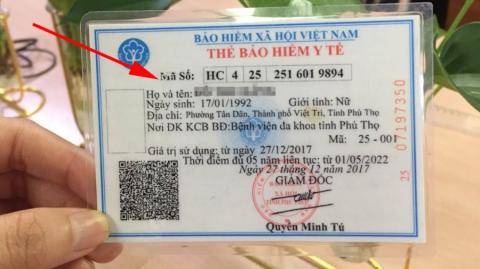 BẢO HIỂM XÃ HỘI VIỆT NAM
THẺ BẢO HIỂM Y TẾ
Mã Số: HC 4 25 251 601 9894
Họ và tên:
Ngày sinh: 17/01/1992 Giới tính: Nữ
Địa chỉ: Phường Tân Dân, Thành phố Việt Trì, Tỉnh Phú Thọ
Nơi ĐK KCB BĐ: Bệnh viện đa khoa tỉnh Phú Thọ
Mã: 25 - 001
Giá trị sử dụng: từ ngày 27/12/2017
Thời điểm đủ 05 năm liên tục: từ 01/05/2022
Ngày 27 tháng 12 năm 2017
GIÁM ĐỐC
Quyễn Minh Tú
25 07197350